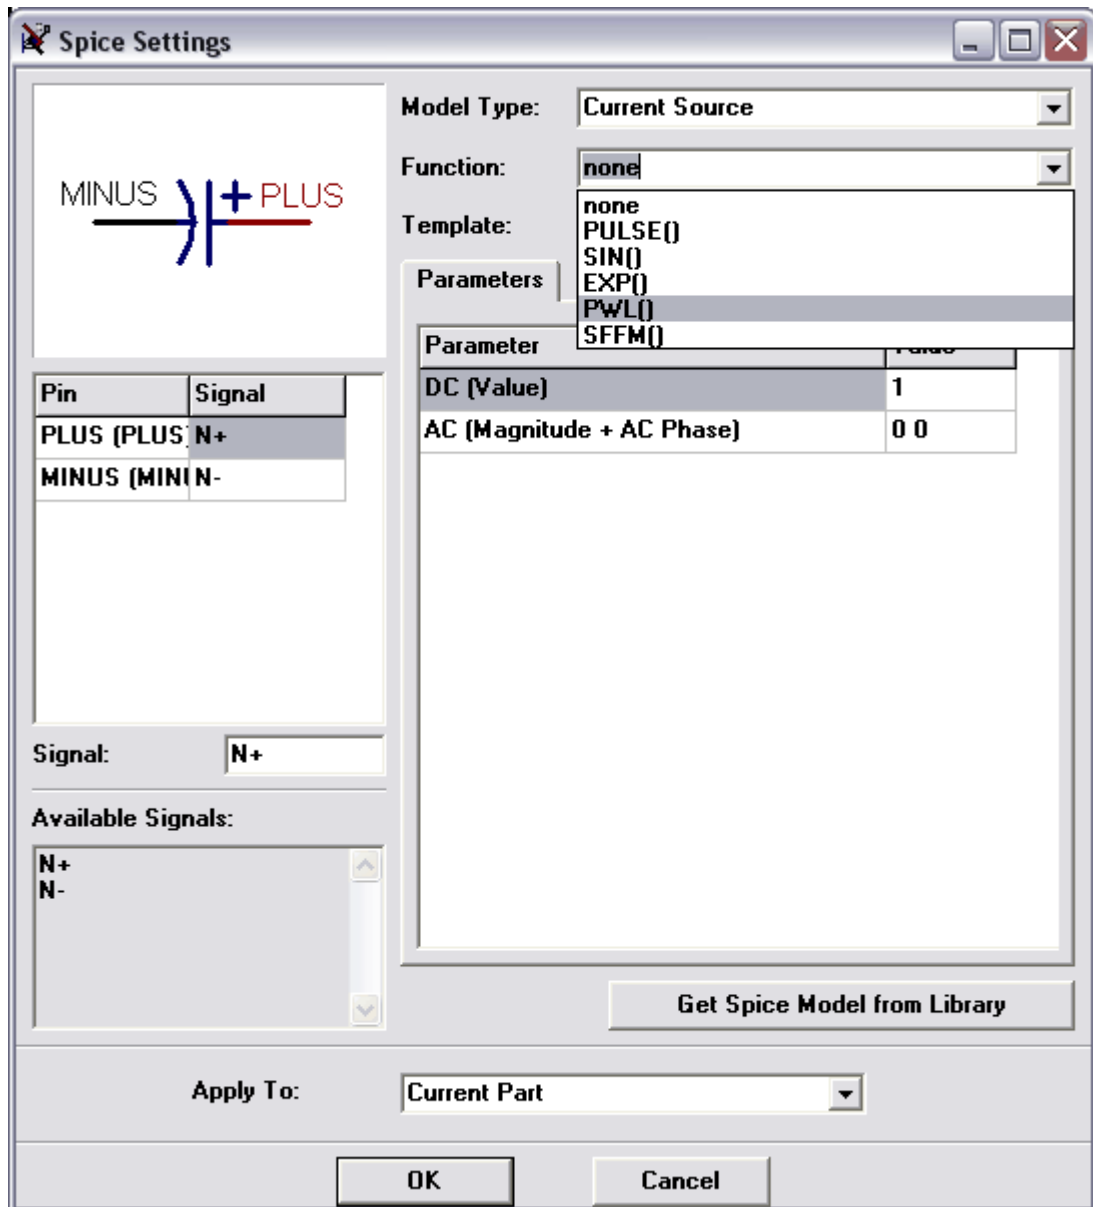 Spice Settings
MINUS + PLUS
Model Type: Current Source
Function: none
none
PULSE()
SIN()
EXP()
PWL()
SFFM()
Template:
Parameters
Parameter
DC (Value) 1
AC (Magnitude + AC Phase) 0 0
Pin Signal
PLUS (PLUS N+
MINUS (MIN N-
Signal: N+
Available Signals:
N+
N-
Get Spice Model from Library
Apply To: Current Part
OK Cancel